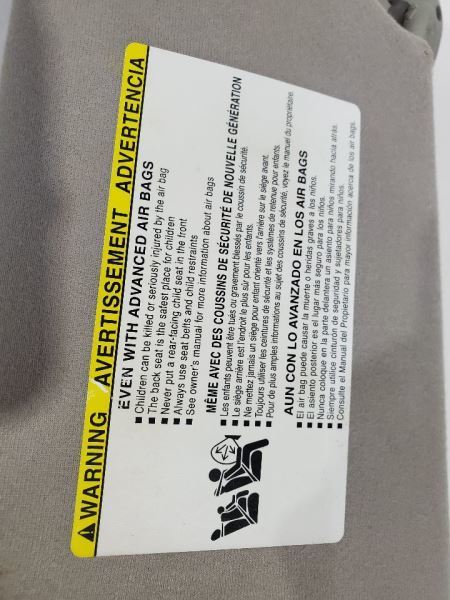 WARNING AVERTISSEMENT ADVERTENCIA
EVEN WITH ADVANCED AIR BAGS
■ Children can be killed or seriously injured by the air bag
■ The back seat is the safest place for children
■ Never put a rear-facing child seat in the front
■ Always use seat belts and child restraints
■ See owner's manual for more information about air bags
MÊME AVEC DES COUSSINS DE SÉCURITÉ DE NOUVELLE GÉNÉRATION
■ Les enfants peuvent être tués ou gravement blessés par le coussin de sécurité.
■ Le siège arrière est l'endroit le plus sûr pour les enfants.
■ Ne mettez jamais un siège pour enfant orienté vers l'arrière sur le siège avant.
■ Toujours utiliser les ceintures de sécurité et les systèmes de retenue pour enfants.
■ Pour de plus amples informations au sujet des coussins de sécurité, voyez le manuel du propriétaire.
AUN CON LO AVANZADO EN LOS AIR BAGS
■ El air bag puede causar la muerte o heridas graves a los niños.
■ El asiento posterior es el lugar más seguro para los niños.
■ Nunca coloque en la parte delantera un asiento para niños mirando hacia atrás.
■ Siempre utilice cinturón de seguridad y sujetadores para niños.
■ Consulte el Manual del Propietario para mayor información acerca de los air bags.